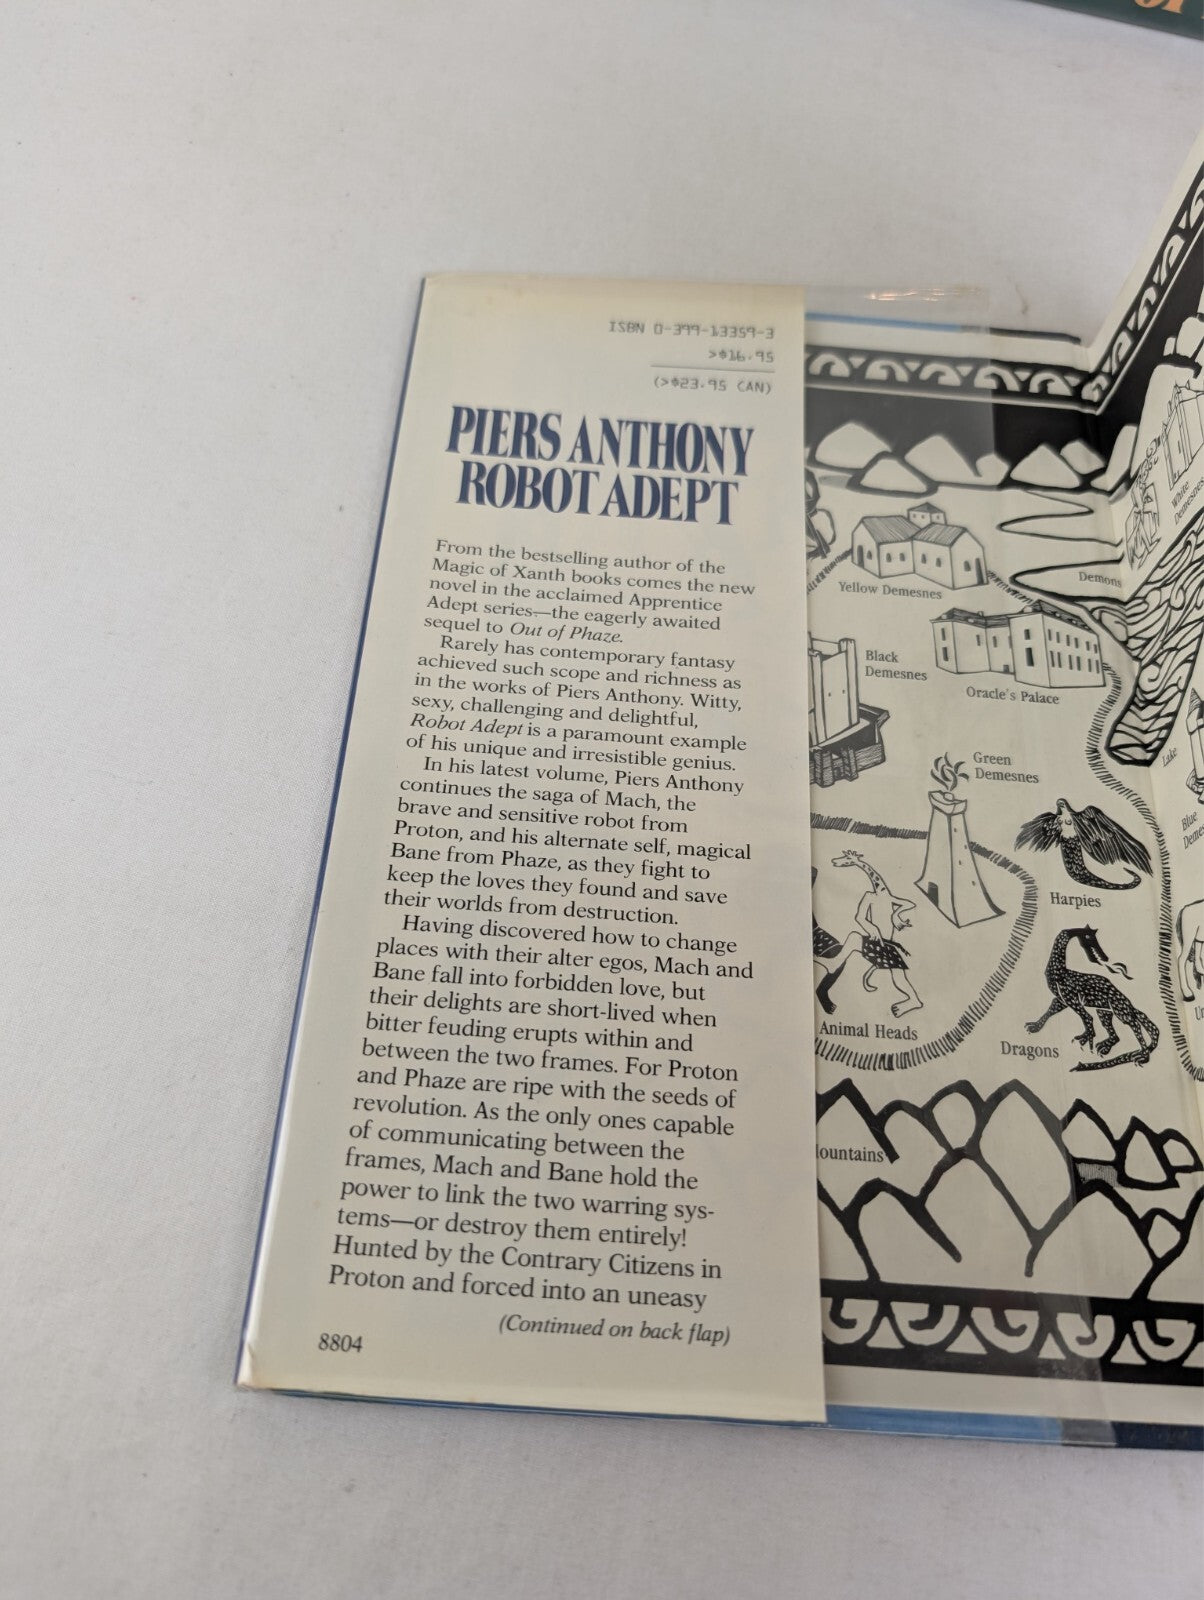 ISBN 0-399-13359-3
>$16.95
(>$23.95 CAN)
PIERS ANTHONY
ROBOT ADEPT
From the bestselling author of the
Magic of Xanth books comes the new
novel in the acclaimed Apprentice
Adept series—the eagerly awaited
sequel to Out of Phaze.
Rarely has contemporary fantasy
achieved such scope and richness as
in the works of Piers Anthony. Witty,
sexy, challenging and delightful,
Robot Adept is a paramount example
of his unique and irresistible genius.
In his latest volume, Piers Anthony
continues the saga of Mach, the
brave and sensitive robot from
Proton, and his alternate self, magical
Bane from Phaze, as they fight to
keep the loves they found and save
their worlds from destruction.
Having discovered how to change
places with their alter egos, Mach and
Bane fall into forbidden love, but
their delights are short-lived when
bitter feuding erupts within and
between the two frames. For Proton
and Phaze are ripe with the seeds of
revolution. As the only ones capable
of communicating between the
frames, Mach and Bane hold the
power to link the two warring sys-
tems—or destroy them entirely!
Hunted by the Contrary Citizens in
Proton and forced into an uneasy
(Continued on back flap)
8804
White
Demesnes
Demons
Yellow Demesnes
Black
Demesnes
Oracle's Palace
Lake
Green
Demesnes
Blue
Deme
Harpies
Animal Heads
Dragons
Un
ountains